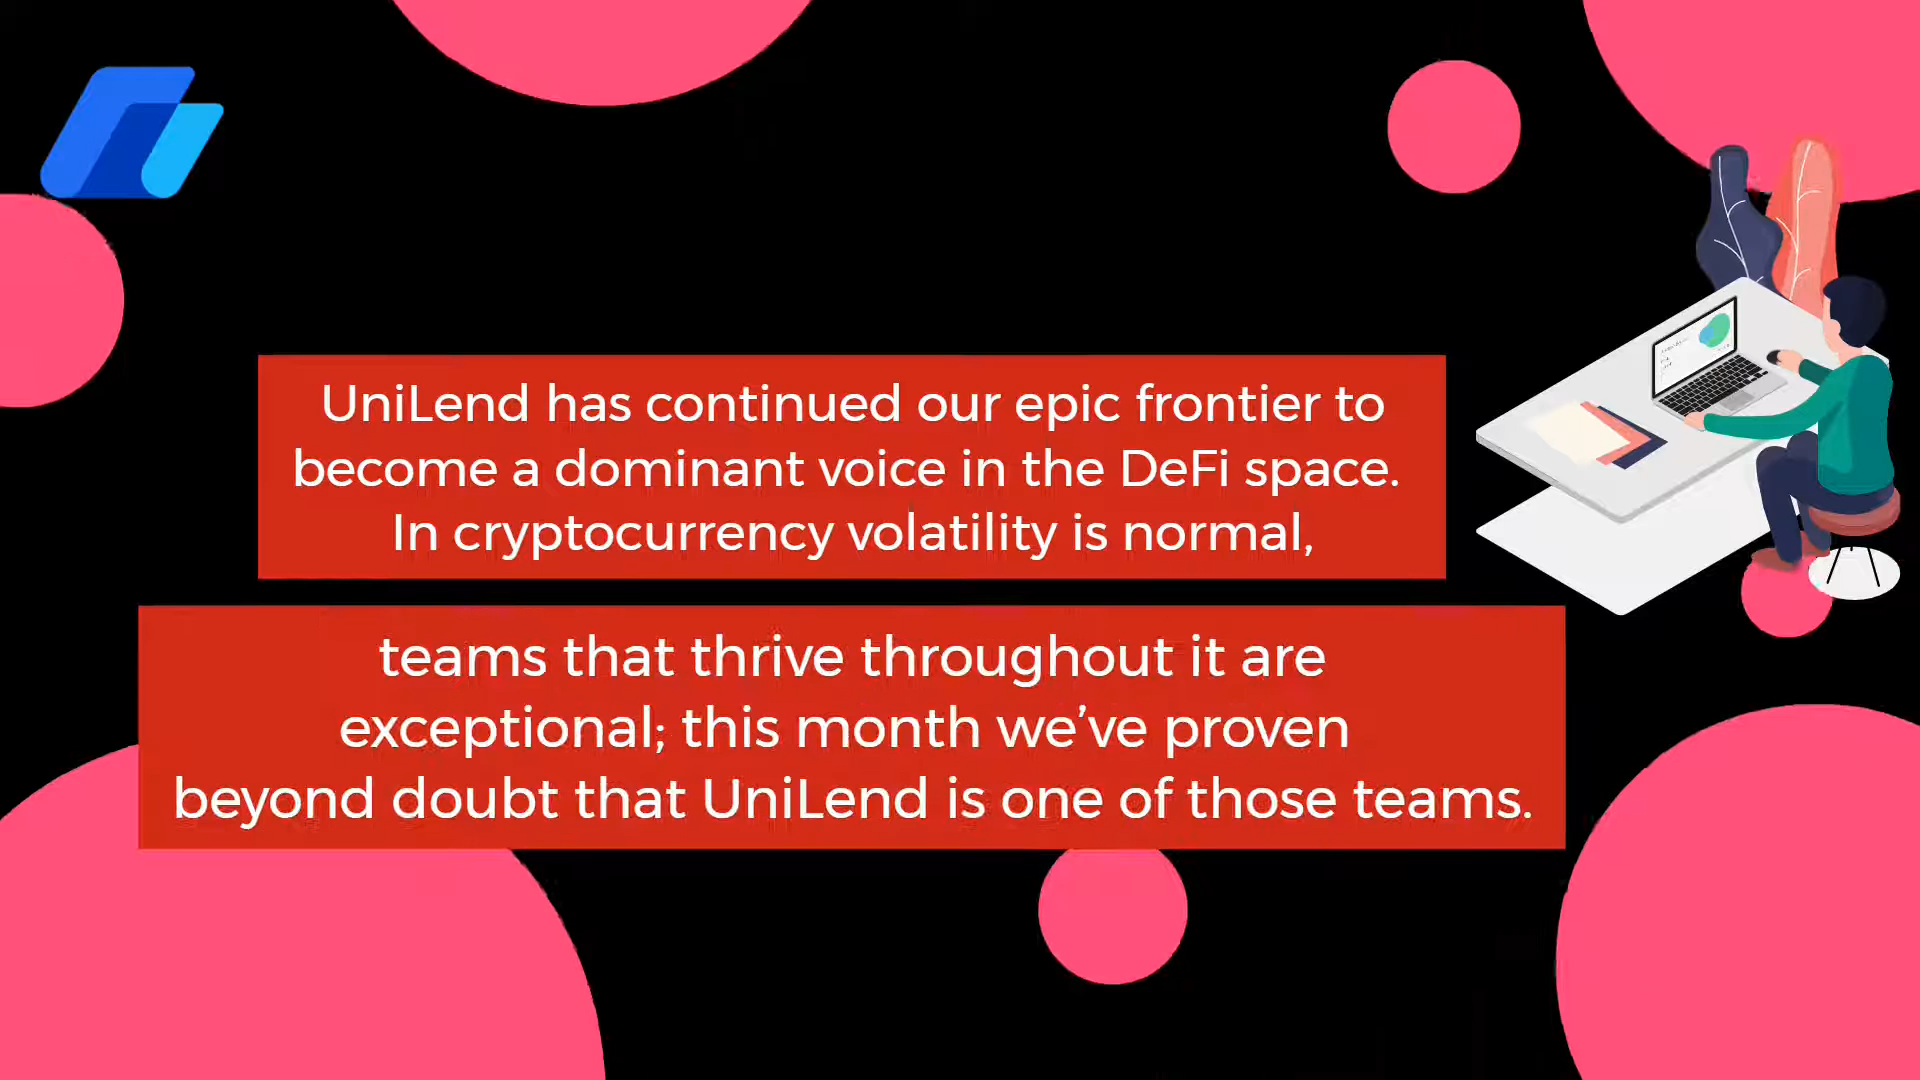 UniLend has continued our epic frontier to
become a dominant voice in the DeFi space.
In cryptocurrency volatility is normal,
teams that thrive throughout it are
exceptional; this month we’ve proven
beyond doubt that UniLend is one of those teams.